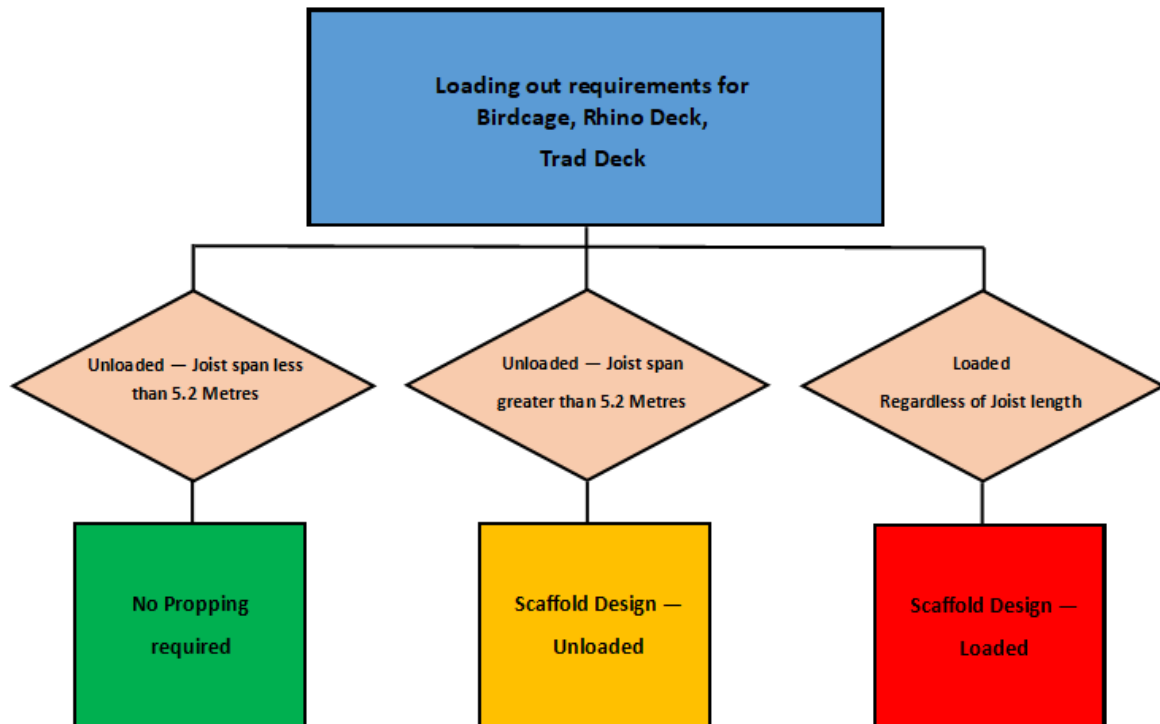 Loading out requirements for
Birdcage, Rhino Deck,
Trad Deck
Unloaded — Joist span less
than 5.2 Metres
Unloaded — Joist span
greater than 5.2 Metres
Loaded
Regardless of Joist length
No Propping
required
Scaffold Design —
Unloaded
Scaffold Design —
Loaded